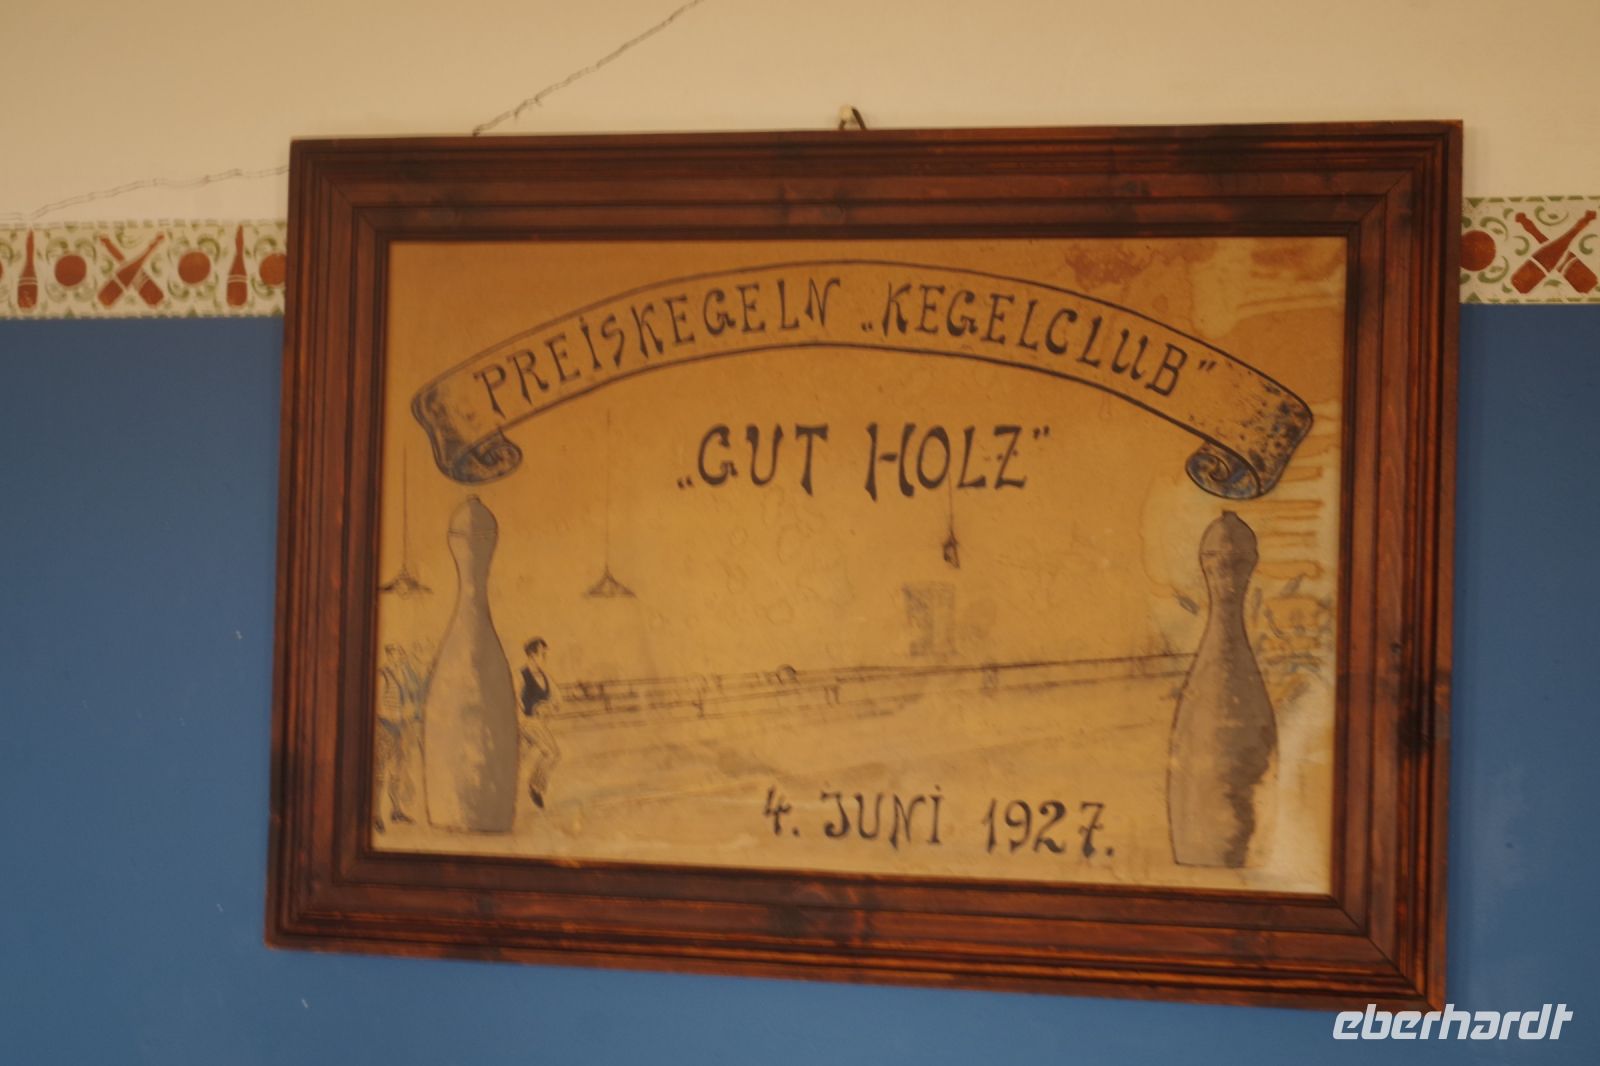 PREISKEGELN „KEGELCLUB"
„GUT HOLZ"
4. JUNI 1927.
eberhardt